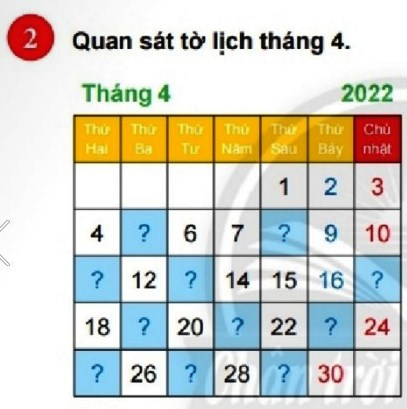 2 Quan sát tờ lịch tháng 4.
Tháng 4 2022
Thứ Hai Thứ Ba Thứ Tư Thứ Năm Thứ Sáu Thứ Bảy Chủ nhật
1 2 3
4 ? 6 7 ? 9 10
? 12 ? 14 15 16 ?
18 ? 20 ? 22 ? 24
? 26 ? 28 ? 30
Chân trời